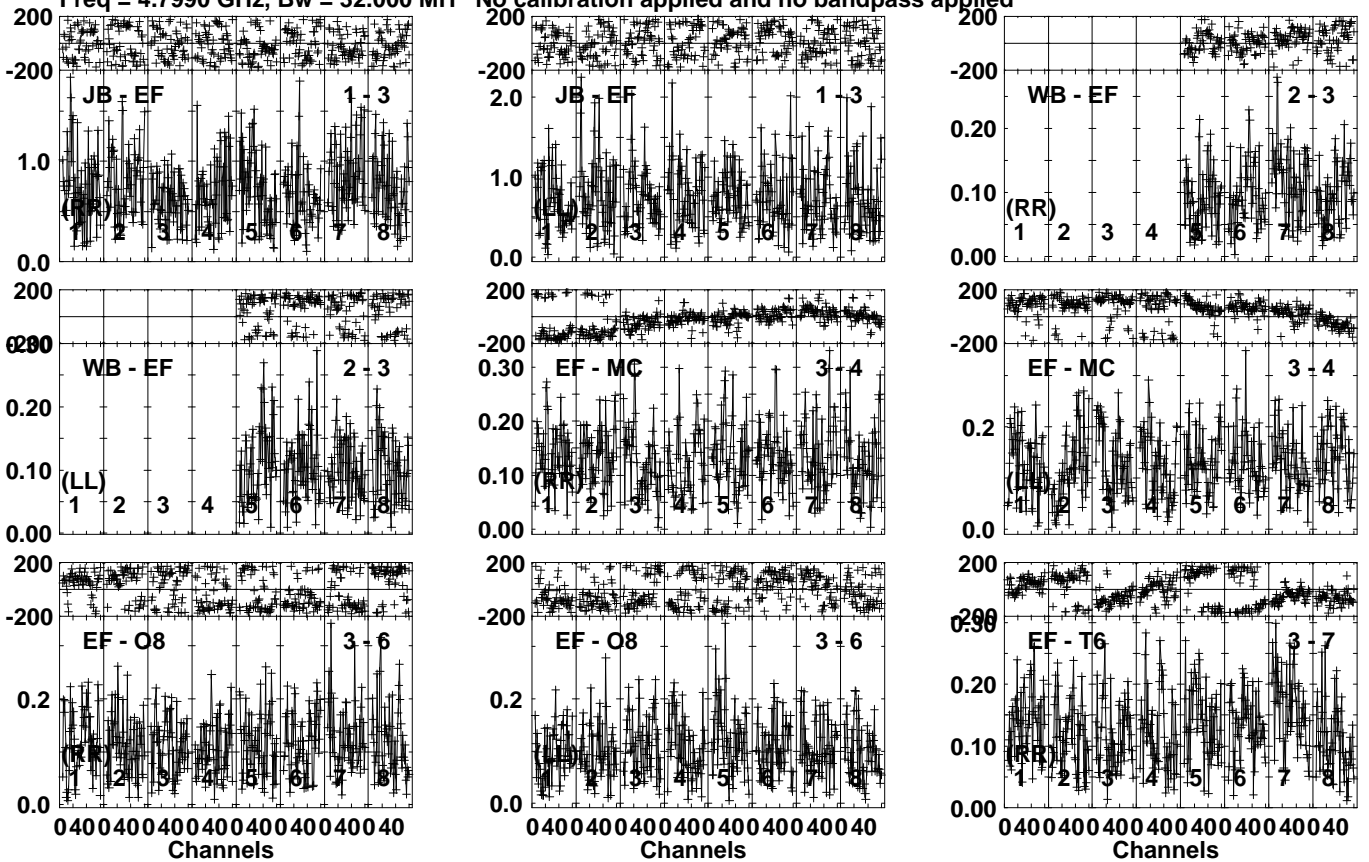 Freq = 4.7990 GHz, Bw = 32.000 MH No calibration applied and no bandpass applied
200 200 200
-200 -200 -200
JB - EF 1 - 3 JB - EF 1 - 3 WB - EF 2 - 3
2.0 0.20
1.0 1.0 0.10
(RR) (LL) (RR)
1 2 3 4 5 6 7 8 1 2 3 4 5 6 7 8 1 2 3 4 5 6 7 8
0.0 0.0 0.00
200 200 200
-200 -200 -200
0.30
WB - EF 2 - 3 EF - MC 3 - 4 EF - MC 3 - 4
0.30
0.20 0.20 0.2
0.10 0.10
(LL) (RR) (LL)
1 2 3 4 5 6 7 8 1 2 3 4 5 6 7 8 1 2 3 4 5 6 7 8
0.00 0.00 0.0
200 200 200
-200 -200 -200
0.30
EF - O8 3 - 6 EF - O8 3 - 6 EF - T6 3 - 7
0.2 0.2 0.20
0.10
(RR) (LL) (RR)
1 2 3 4 5 6 7 8 1 2 3 4 5 6 7 8 1 2 3 4 5 6 7 8
0.0 0.0 0.00
0 40 0 40 0 40 0 40 0 40 0 40 0 40 0 40 0 40 0 40 0 40 0 40 0 40 0 40 0 40 0 40 0 40 0 40 0 40 0 40 0 40 0 40 0 40 0 40
Channels Channels Channels